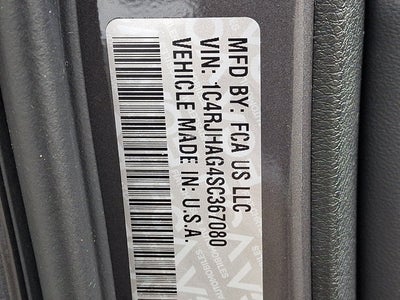 MFD BY: FCA US LLC
VIN: 1C4RJHAG4SC367080
VEHICLE MADE IN: U.S.A.